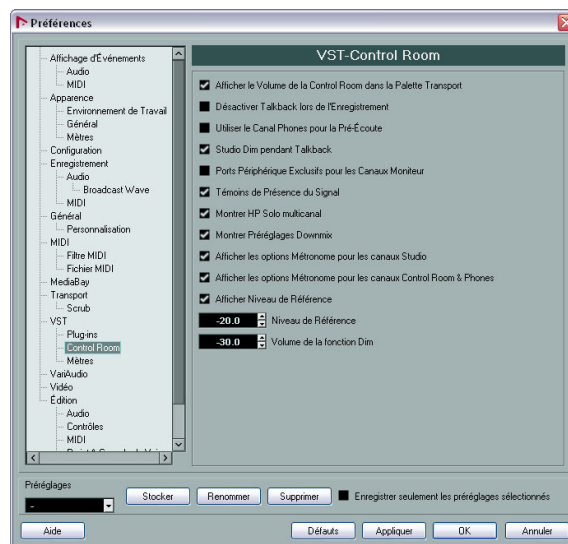 Préférences
Affichage d'Événements
Audio
MIDI
Apparence
Environnement de Travail
Général
Mètres
Configuration
Enregistrement
Audio
Broadcast Wave
MIDI
Général
Personnalisation
MIDI
Filtre MIDI
Fichier MIDI
MediaBay
Transport
Scrub
VST
Plug-ins
Control Room
Mètres
VariAudio
Vidéo
Édition
Audio
Contrôles
MIDI
VST-Control Room
Afficher le Volume de la Control Room dans la Palette Transport
Désactiver Talkback lors de l'Enregistrement
Utiliser le Canal Phones pour la Pré-Écoute
Studio Dim pendant Talkback
Ports Périphérique Exclusifs pour les Canaux Moniteur
Témoins de Présence du Signal
Montrer HP Solo multicanal
Montrer Préréglages Downmix
Afficher les options Métronome pour les canaux Studio
Afficher les options Métronome pour les canaux Control Room & Phones
Afficher Niveau de Référence
-20.0 Niveau de Référence
-30.0 Volume de la fonction Dim
Préréglages
-
Stocker Renommer Supprimer Enregistrer seulement les préréglages sélectionnés
Aide Défauts Appliquer OK Annuler